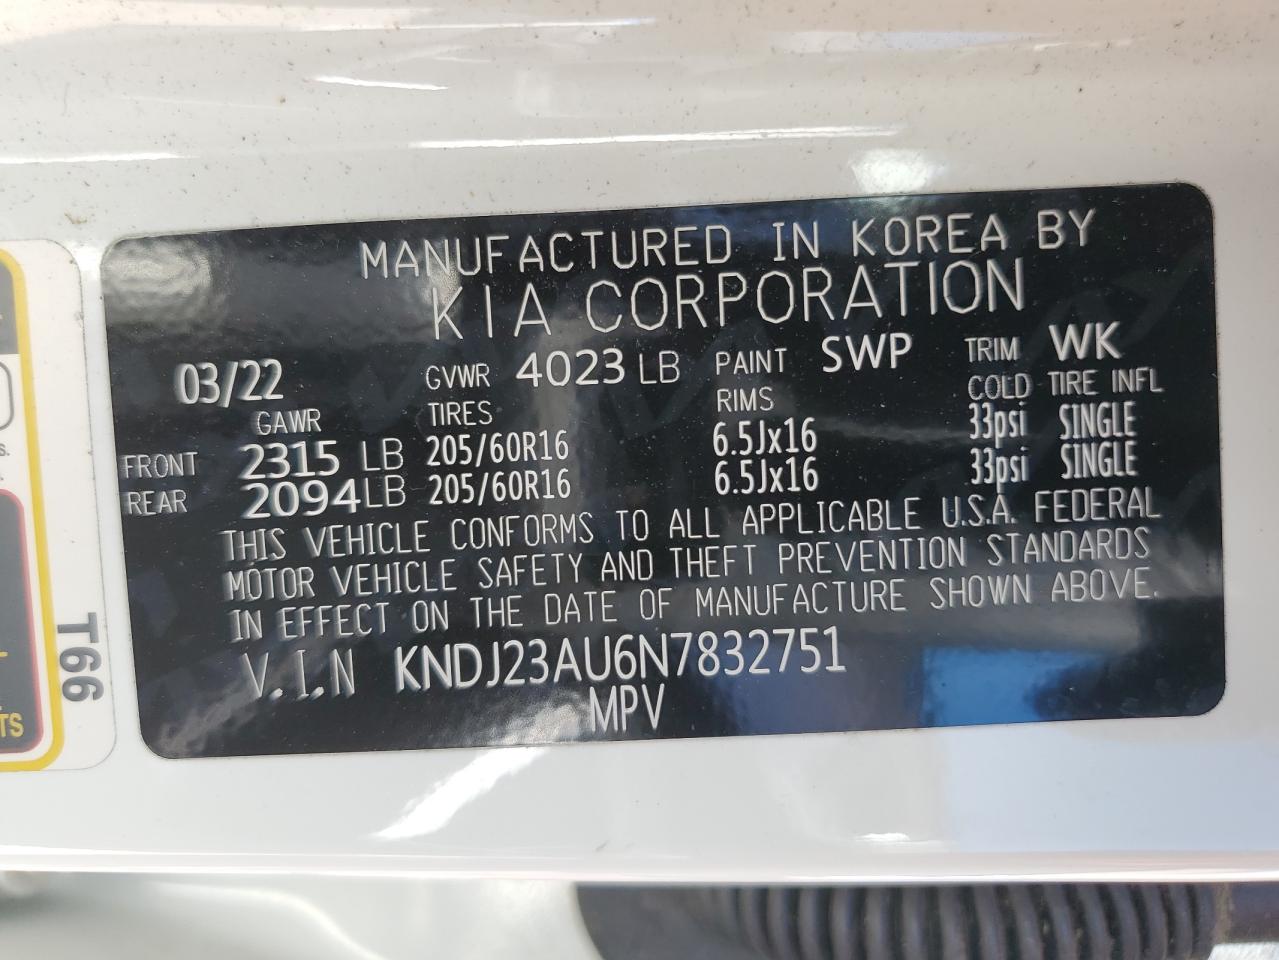 MANUFACTURED IN KOREA BY
KIA CORPORATION
03/22 GVWR 4023 LB PAINT SWP TRIM WK
GAWR TIRES RIMS COLD TIRE INFL
FRONT 2315 LB 205/60R16 6.5Jx16 33psi SINGLE
REAR 2094 LB 205/60R16 6.5Jx16 33psi SINGLE
THIS VEHICLE CONFORMS TO ALL APPLICABLE U.S.A. FEDERAL
MOTOR VEHICLE SAFETY AND THEFT PREVENTION STANDARDS
IN EFFECT ON THE DATE OF MANUFACTURE SHOWN ABOVE.
V.I.N KNDJ23AU6N7832751
MPV
T66